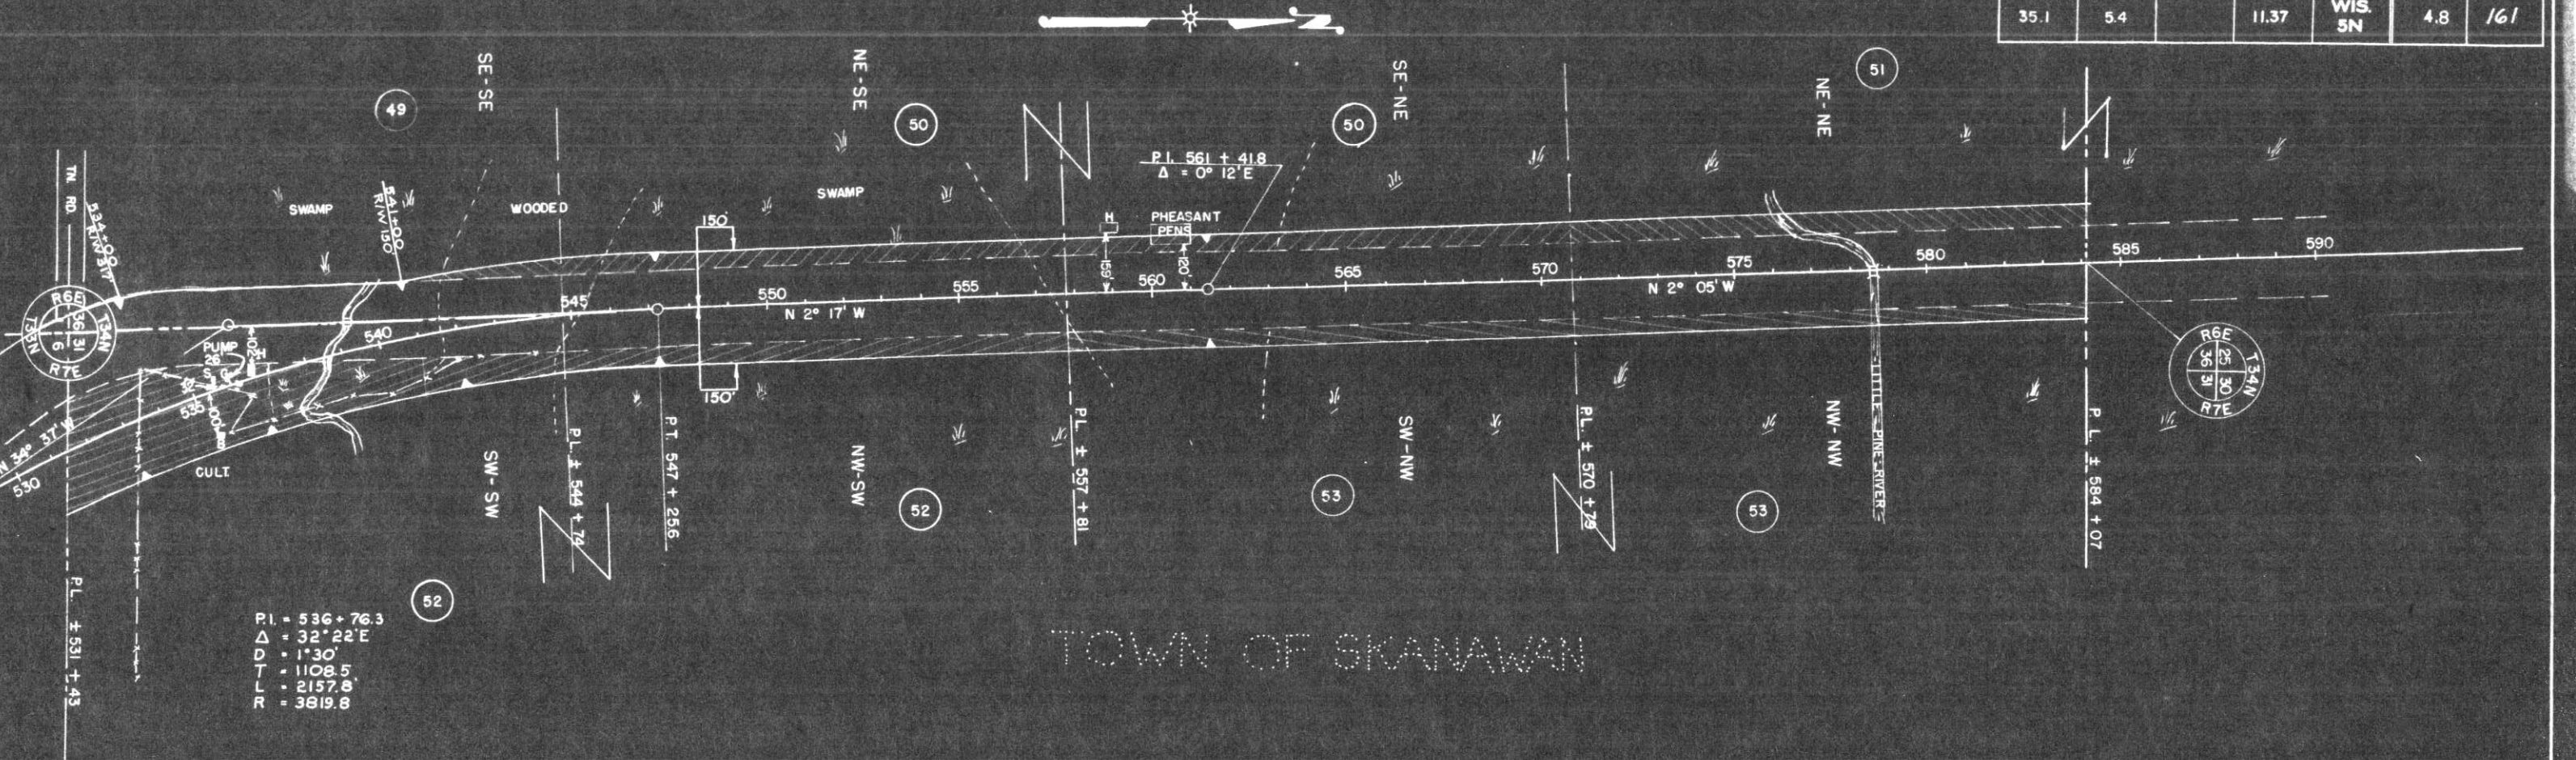 35.1 5.4 11.37 WIS. 5N 4.8 161
SE-SE
NE-SE
SE-NE
NE-NE
49
50
50
51
TN. RD.
534+00
R/W 317'
541+00
R/W 150'
SWAMP
WOODED
SWAMP
150'
H
159'
PHEASANT
PENS
120'
P.I. 561 + 41.8
Δ = 0° 12' E
530
535
540
545
550
555
560
565
570
575
580
585
590
N 34° 37' W
N 2° 17' W
N 2° 05' W
R6E
T34N
T33N
R7E
36 31
1 6
PUMP
26'
S. G.
102'
H
100'
CULT.
150'
R6E
T34N
R7E
25 30
36 31
LITTLE PINE RIVER
SW-SW
NW-SW
SW-NW
NW-NW
P.L. ± 531 + 43
P.L. ± 544 + 74
P.T. 547 + 25.6
P.L. ± 557 + 81
P.L. ± 570 + 79
P.L. ± 584 + 07
52
52
53
53
P.I. = 536 + 76.3
Δ = 32° 22' E
D = 1° 30'
T = 1108.5'
L = 2157.8'
R = 3819.8
TOWN OF SKANAWAN